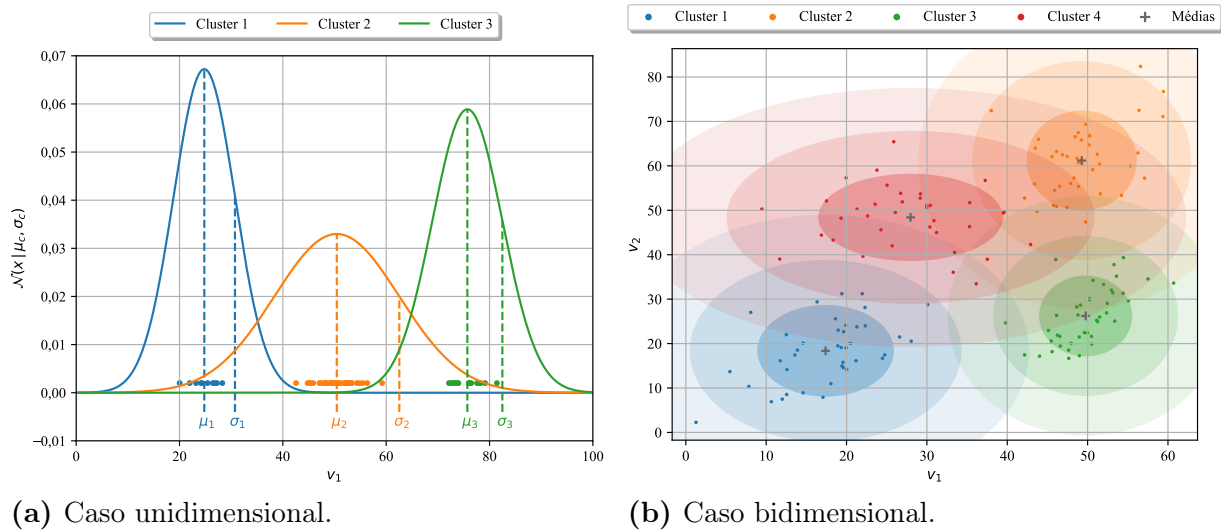 Cluster 1 Cluster 2 Cluster 3
0,07
0,06
0,05
0,04
0,03
0,02
0,01
0,00
−0,01
𝒩(x | μc, σc)
μ1 σ1 μ2 σ2 μ3 σ3
0 20 40 60 80 100
v1
(a) Caso unidimensional.
Cluster 1 Cluster 2 Cluster 3 Cluster 4 Médias
80
70
60
50
40
30
20
10
0
v2
0 10 20 30 40 50 60
v1
(b) Caso bidimensional.